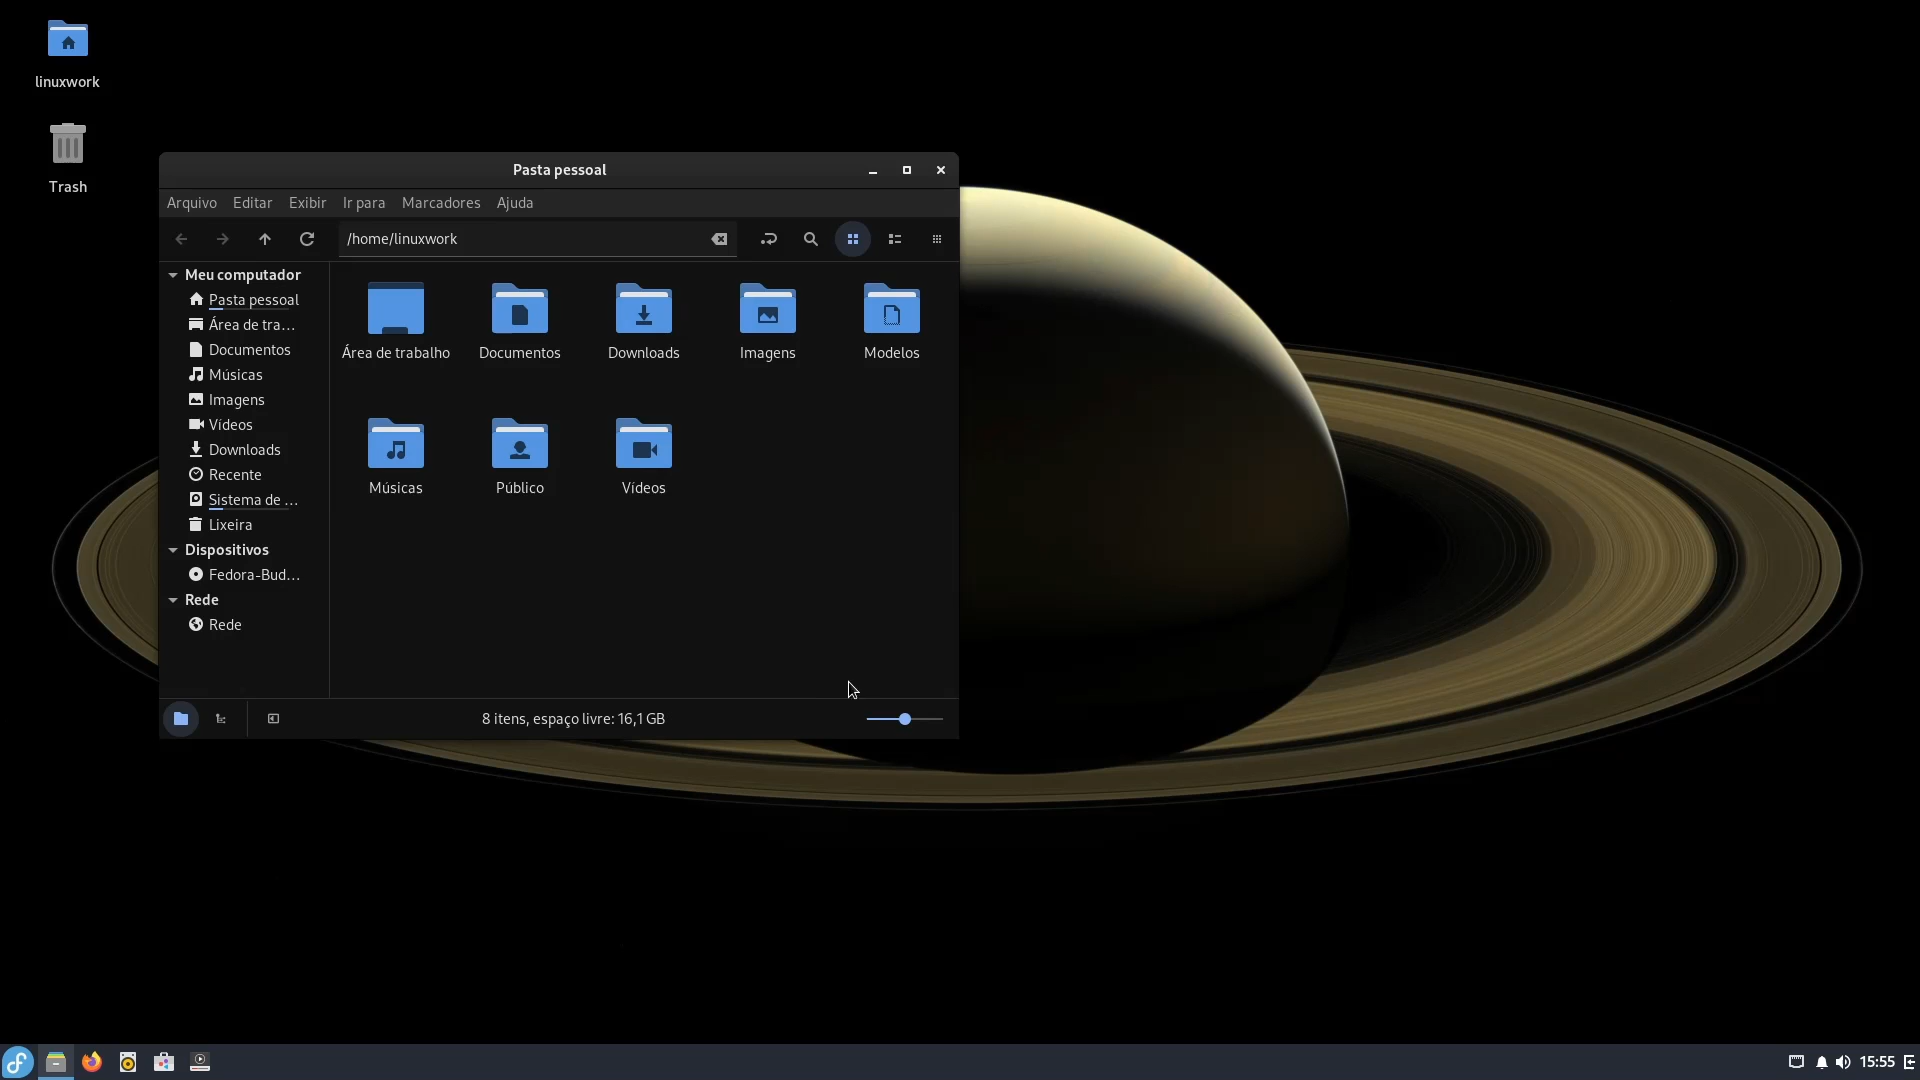 linuxwork
Trash
Pasta pessoal
Arquivo Editar Exibir Ir para Marcadores Ajuda
/home/linuxwork
Meu computador
Pasta pessoal
Área de tra...
Documentos
Músicas
Imagens
Vídeos
Downloads
Recente
Sistema de ...
Lixeira
Dispositivos
Fedora-Bud...
Rede
Rede
Área de trabalho Documentos Downloads Imagens Modelos
Músicas Público Vídeos
8 itens, espaço livre: 16,1 GB
15:55